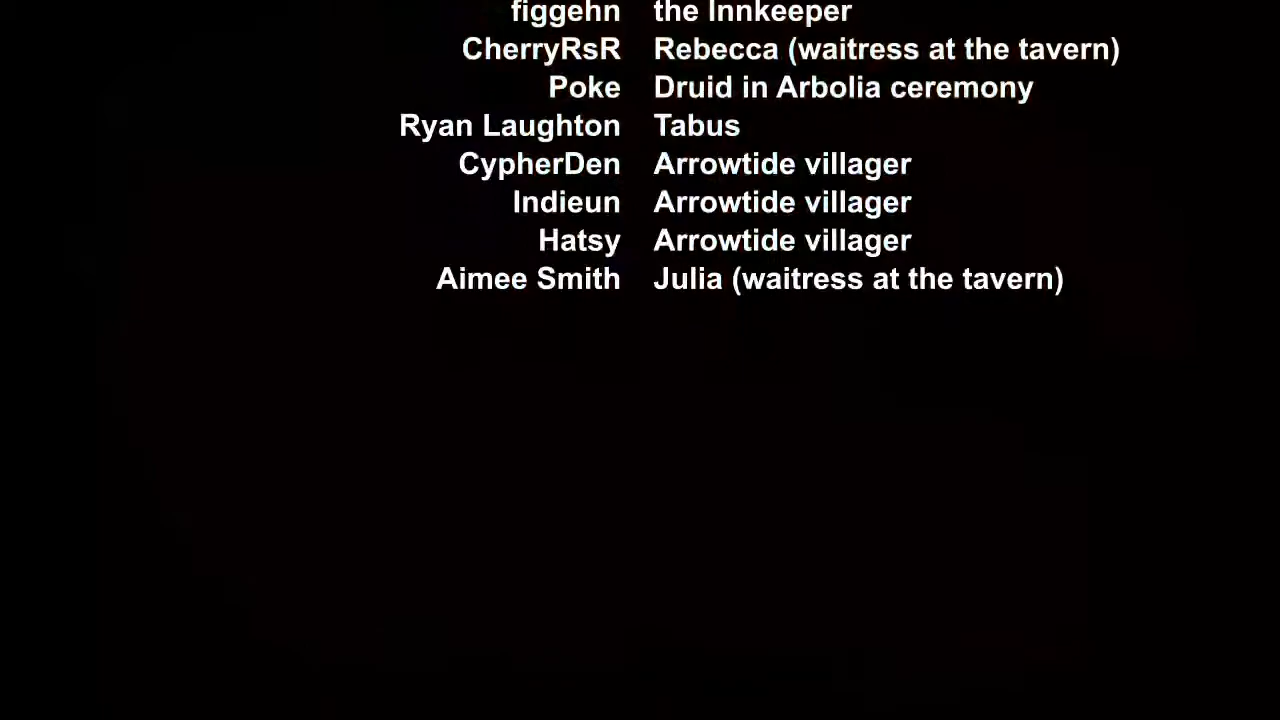 figgehn the Innkeeper
CherryRsR Rebecca (waitress at the tavern)
Poke Druid in Arbolia ceremony
Ryan Laughton Tabus
CypherDen Arrowtide villager
Indieun Arrowtide villager
Hatsy Arrowtide villager
Aimee Smith Julia (waitress at the tavern)